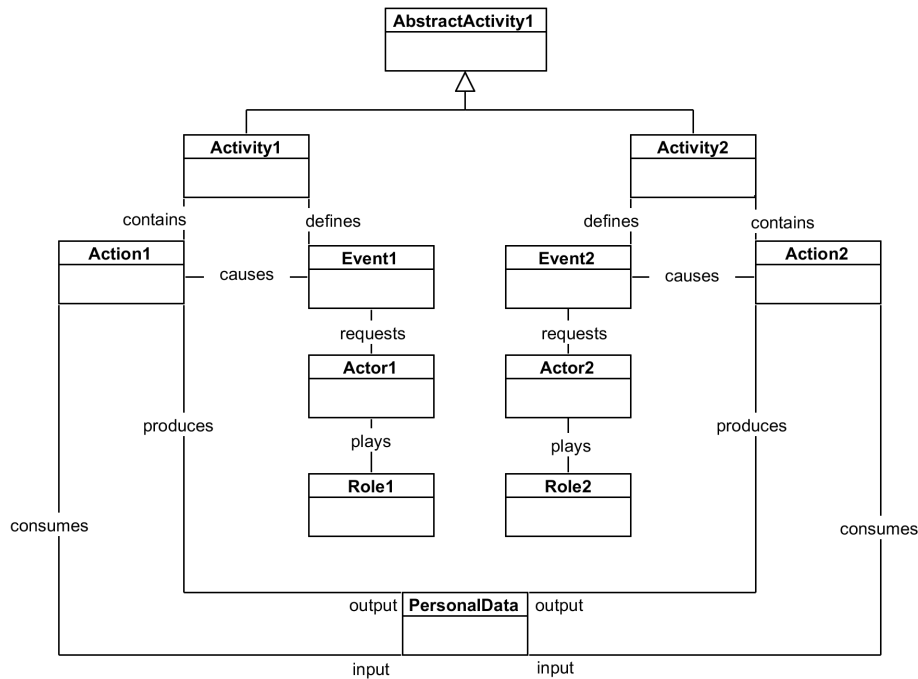 AbstractActivity1
Activity1 Activity2
contains defines defines contains
Action1 Event1 Event2 Action2
causes causes
requests requests
Actor1 Actor2
produces produces
plays plays
Role1 Role2
consumes consumes
output PersonalData output
input input